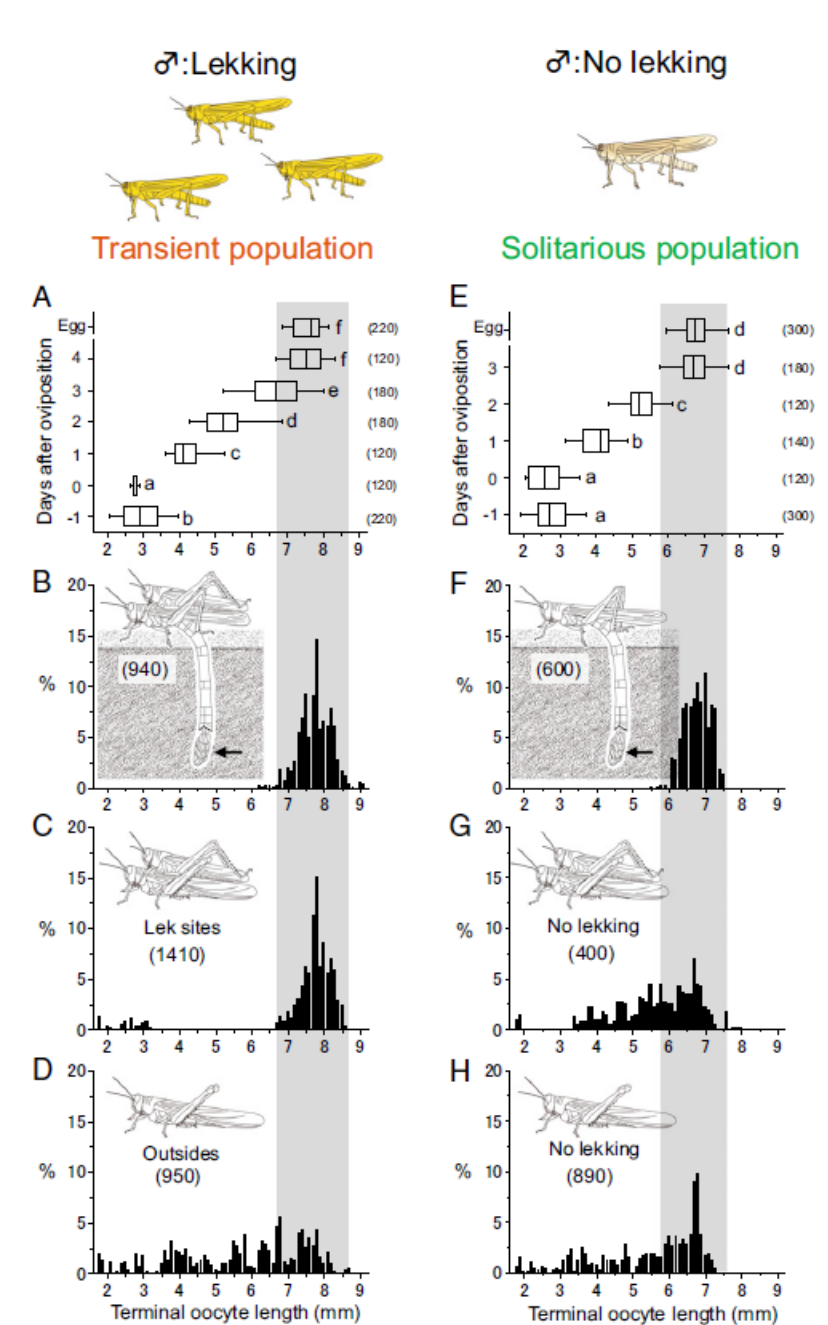 ♂:Lekking
♂:No lekking
Transient population
Solitarious population
A
Days after oviposition
Egg f (220)
4 f (120)
3 e (180)
2 d (180)
1 c (120)
0 a (120)
-1 b (220)
2 3 4 5 6 7 8 9
E
Days after oviposition
Egg d (300)
3 d (180)
2 c (120)
1 b (140)
0 a (120)
-1 a (300)
2 3 4 5 6 7 8 9
B
%
20
15
10
5
0
(940)
2 3 4 5 6 7 8 9
F
%
20
15
10
5
0
(600)
2 3 4 5 6 7 8 9
C
%
20
15
10
5
0
Lek sites
(1410)
2 3 4 5 6 7 8 9
G
%
20
15
10
5
0
No lekking
(400)
2 3 4 5 6 7 8 9
D
%
20
15
10
5
0
Outsides
(950)
2 3 4 5 6 7 8 9
Terminal oocyte length (mm)
H
%
20
15
10
5
0
No lekking
(890)
2 3 4 5 6 7 8 9
Terminal oocyte length (mm)